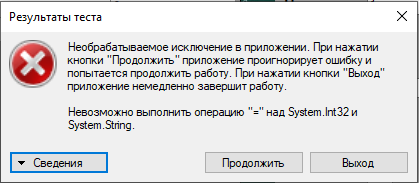 Результаты теста
Необрабатываемое исключение в приложении. При нажатии
кнопки "Продолжить" приложение проигнорирует ошибку и
попытается продолжить работу. При нажатии кнопки "Выход"
приложение немедленно завершит работу.
Невозможно выполнить операцию "=" над System.Int32 и
System.String.
Сведения
Продолжить
Выход